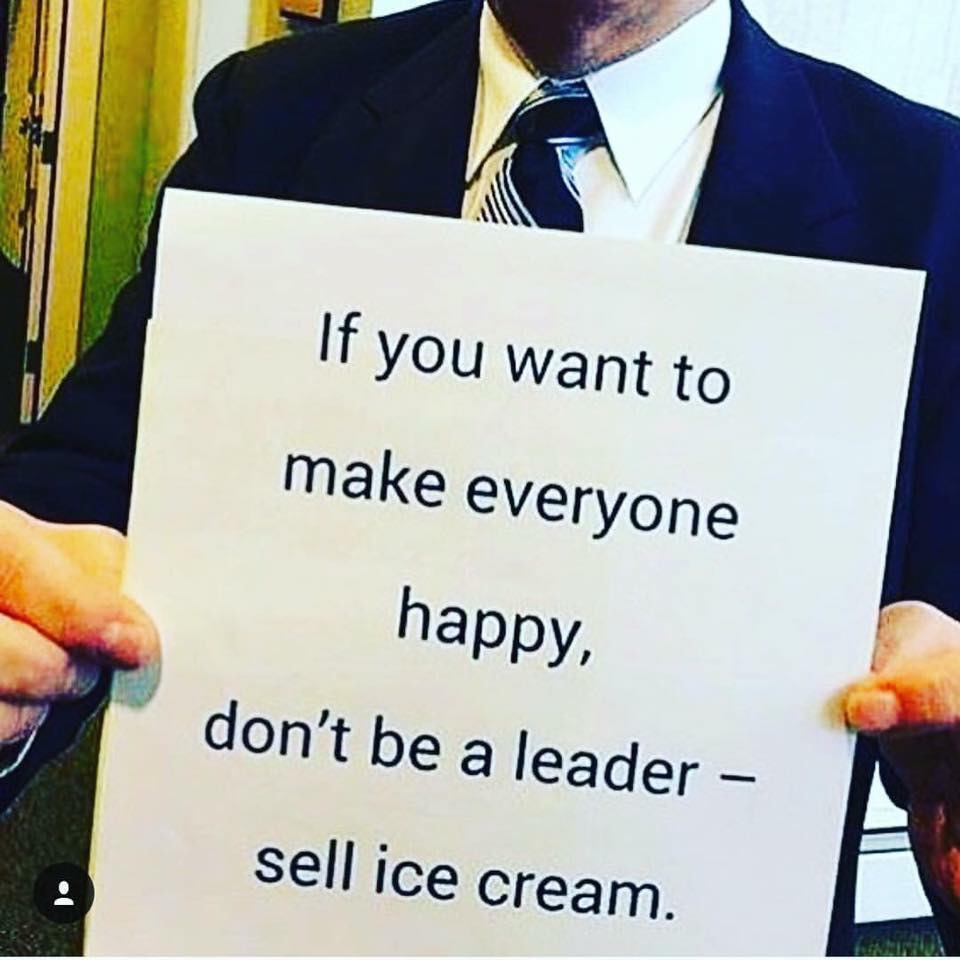 If you want to
make everyone
happy,
don't be a leader –
sell ice cream.